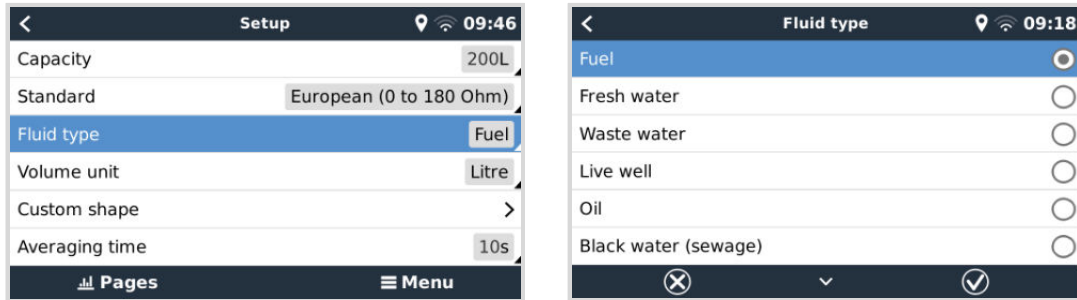 Setup 09:46
Capacity 200L
Standard European (0 to 180 Ohm)
Fluid type Fuel
Volume unit Litre
Custom shape
Averaging time 10s
Pages Menu
Fluid type 09:18
Fuel
Fresh water
Waste water
Live well
Oil
Black water (sewage)